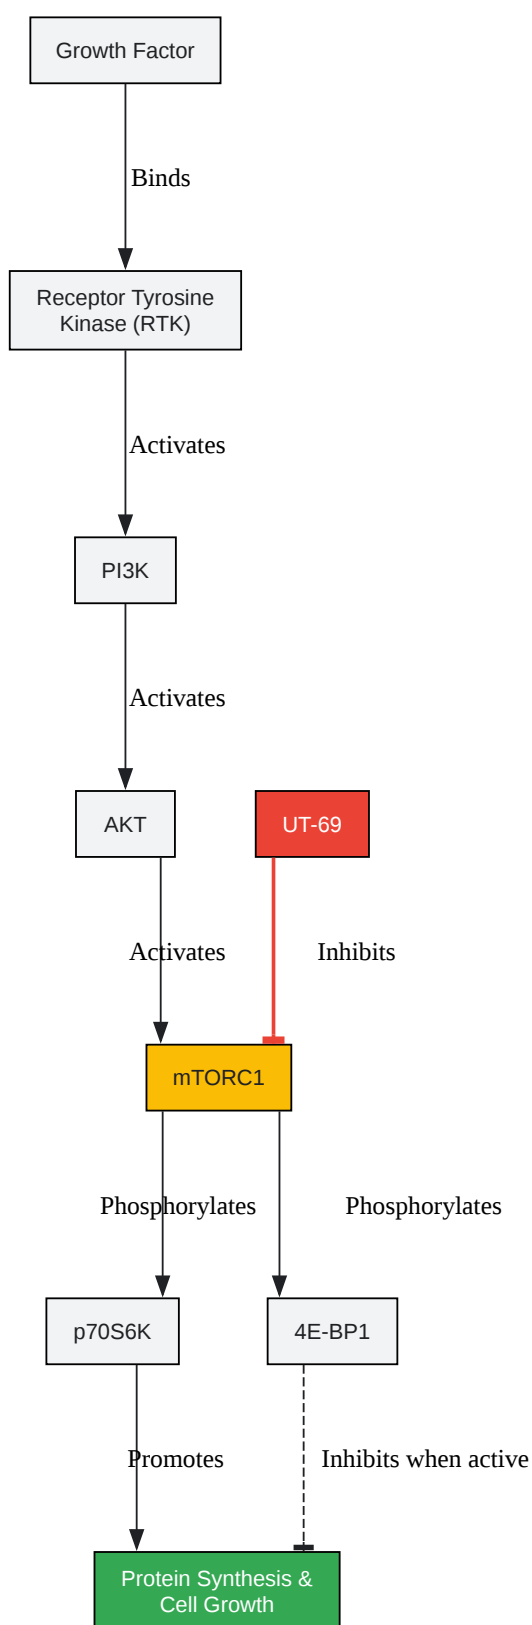 Growth Factor
Binds
Receptor Tyrosine
Kinase (RTK)
Activates
PI3K
Activates
AKT
UT-69
Activates
Inhibits
mTORC1
Phosphorylates
Phosphorylates
p70S6K
4E-BP1
Promotes
Inhibits when active
Protein Synthesis &
Cell Growth